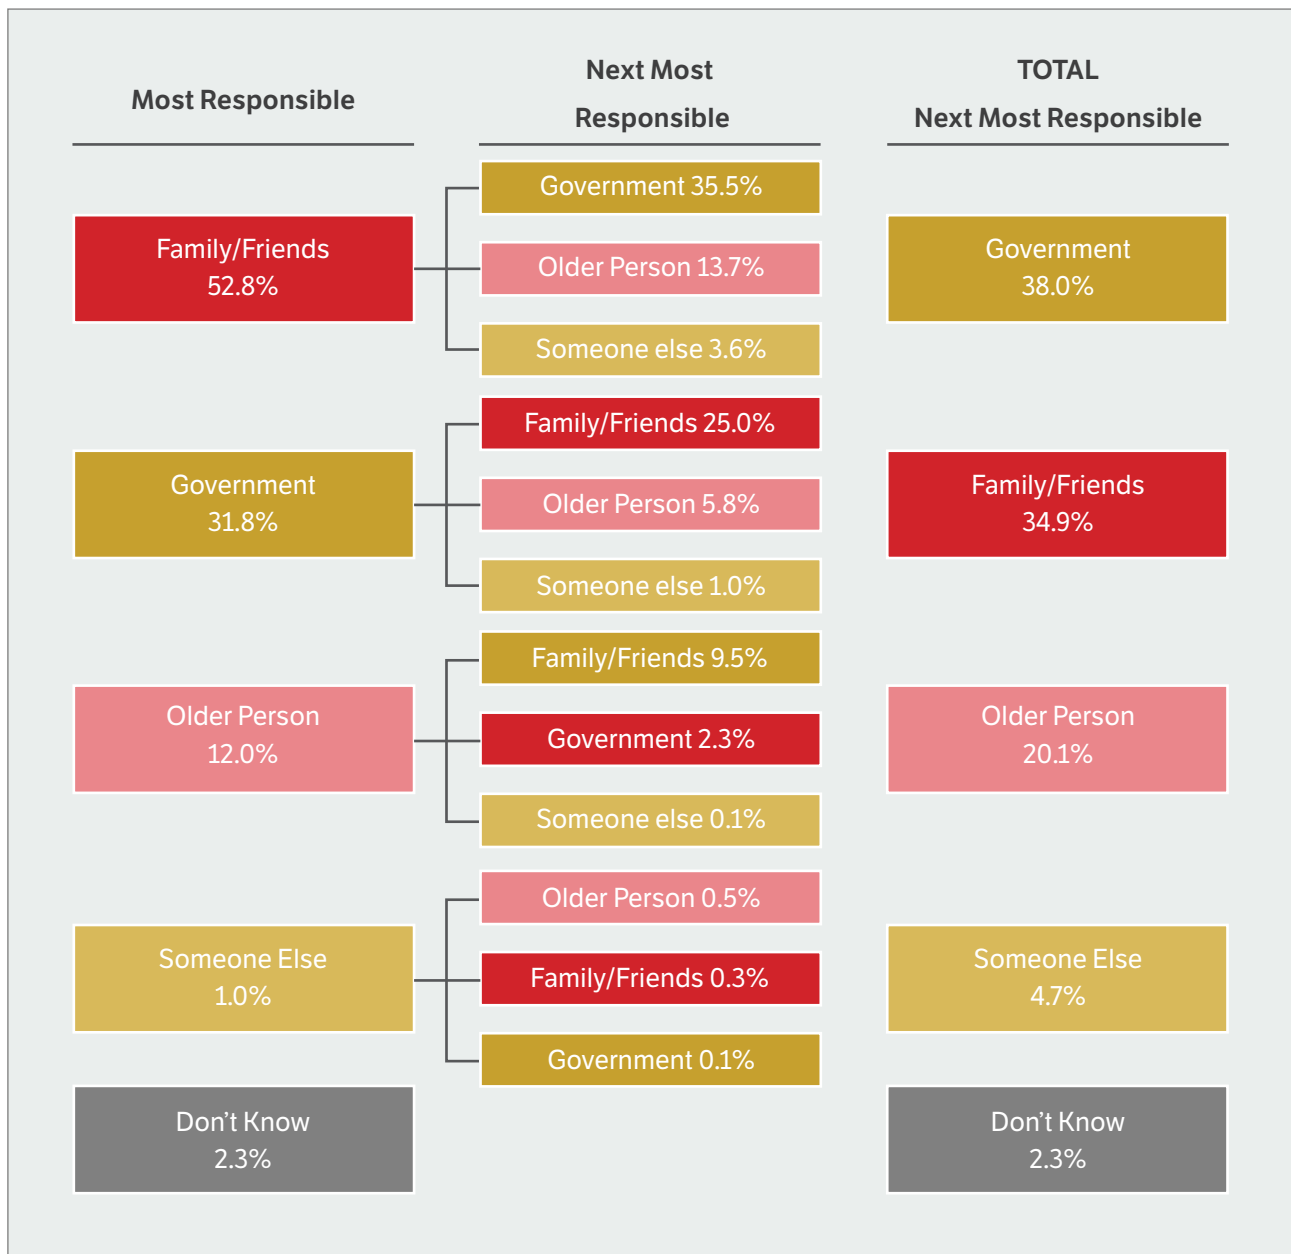 Most Responsible
Next Most
Responsible
TOTAL
Next Most Responsible
Family/Friends
52.8%
Government 35.5%
Older Person 13.7%
Someone else 3.6%
Government
38.0%
Government
31.8%
Family/Friends 25.0%
Older Person 5.8%
Someone else 1.0%
Family/Friends
34.9%
Older Person
12.0%
Family/Friends 9.5%
Government 2.3%
Someone else 0.1%
Older Person
20.1%
Someone Else
1.0%
Older Person 0.5%
Family/Friends 0.3%
Government 0.1%
Someone Else
4.7%
Don’t Know
2.3%
Don’t Know
2.3%